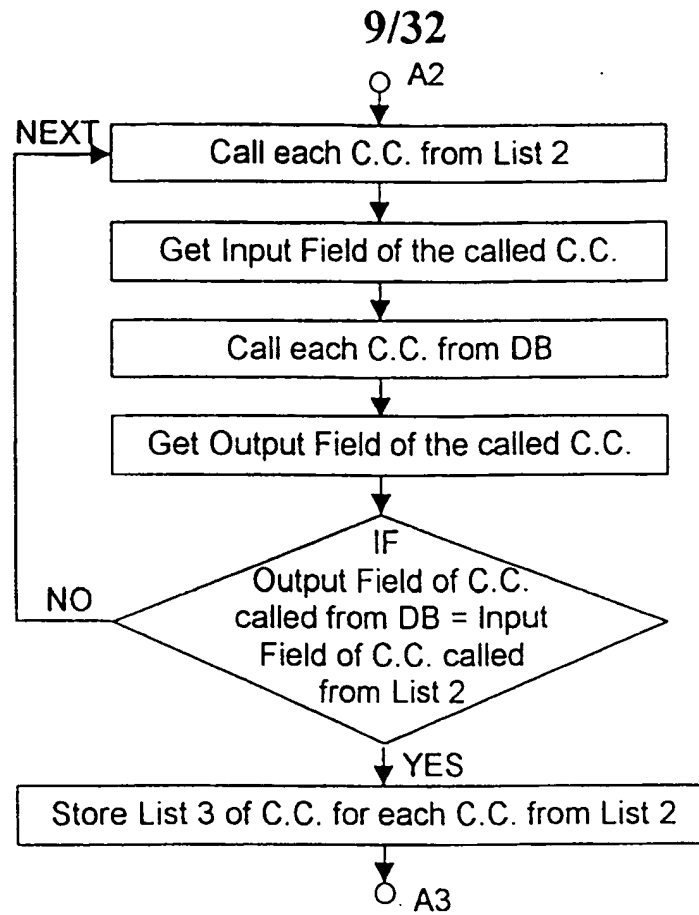 9/32
A2
NEXT
Call each C.C. from List 2
Get Input Field of the called C.C.
Call each C.C. from DB
Get Output Field of the called C.C.
IF
Output Field of C.C.
called from DB = Input
Field of C.C. called
from List 2
NO
YES
Store List 3 of C.C. for each C.C. from List 2
A3